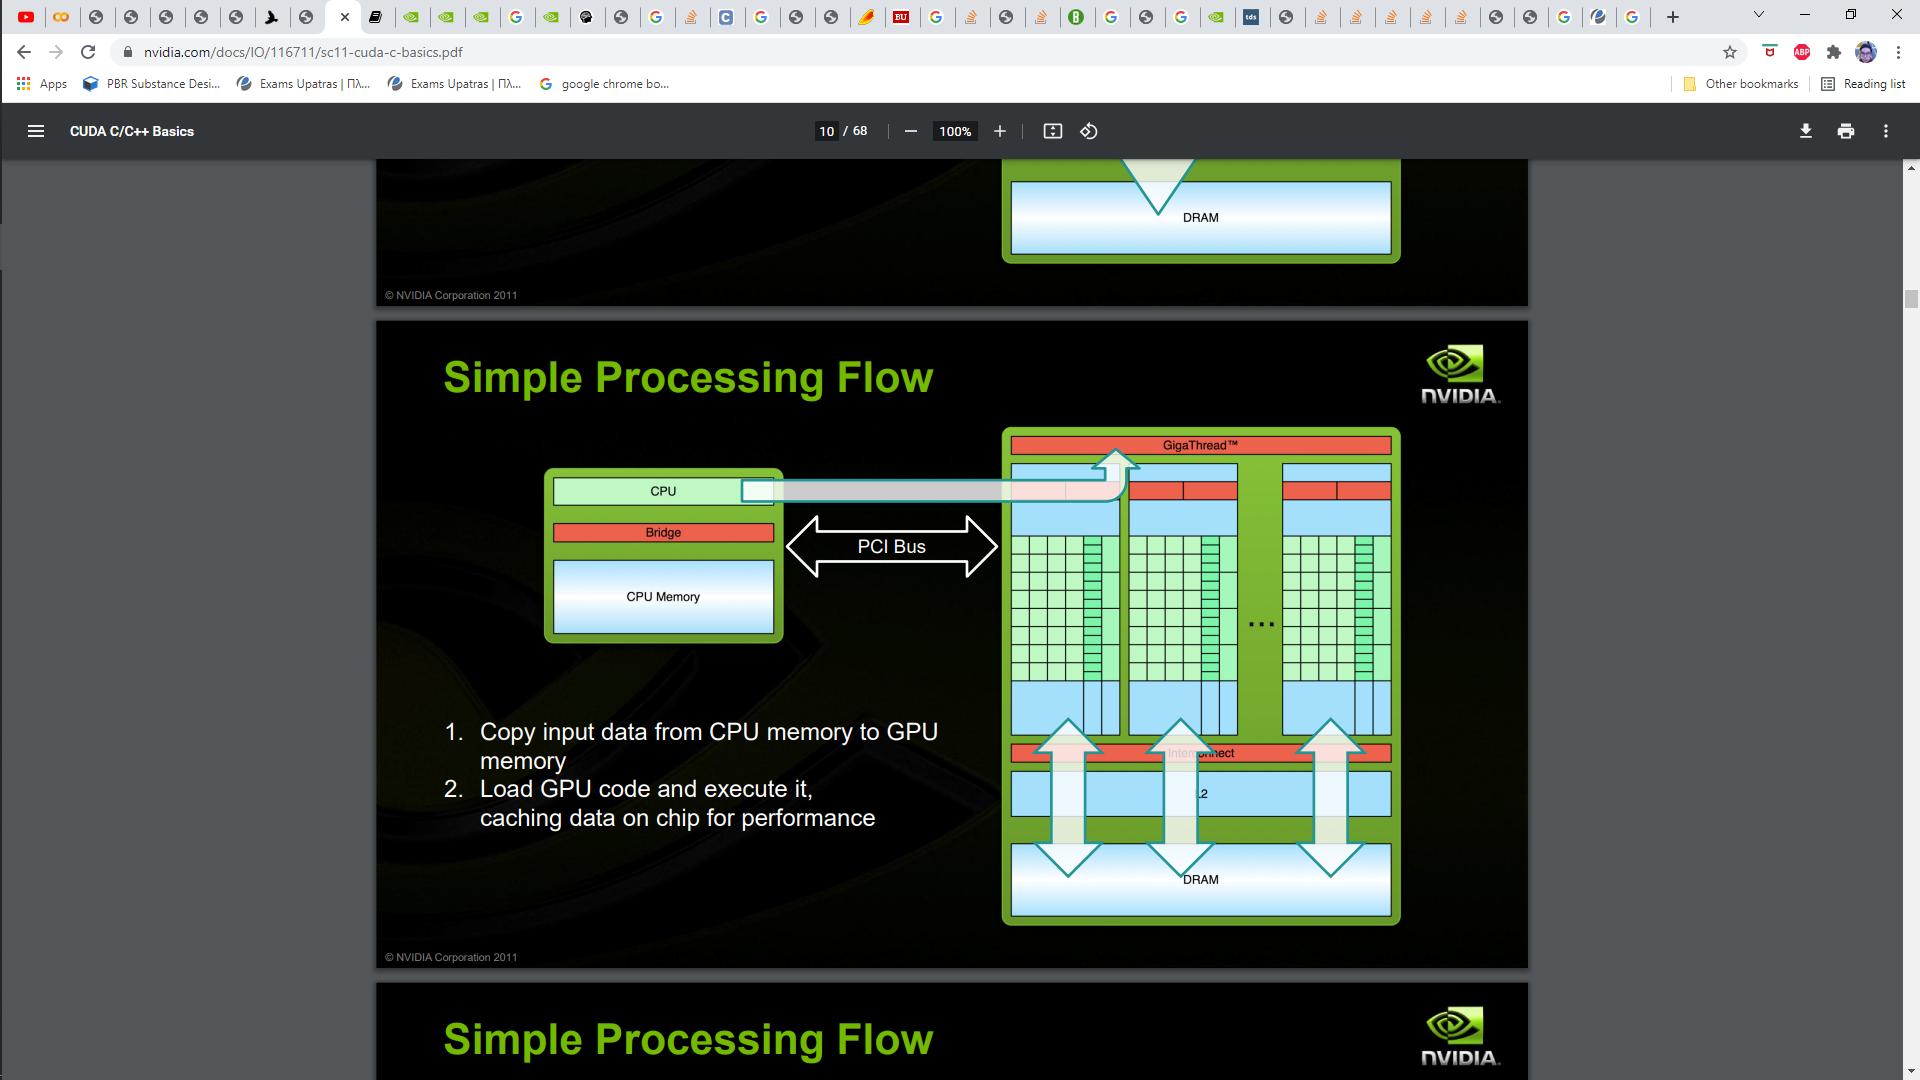 nvidia.com/docs/IO/116711/sc11-cuda-c-basics.pdf
ABP
Apps
PBR Substance Desi...
Exams Upatras | Πλ...
Exams Upatras | Πλ...
google chrome bo...
Other bookmarks
Reading list
CUDA C/C++ Basics
10 / 68
100%
DRAM
© NVIDIA Corporation 2011
Simple Processing Flow
NVIDIA.
GigaThread™
CPU
Bridge
PCI Bus
CPU Memory
...
1. Copy input data from CPU memory to GPU
memory
2. Load GPU code and execute it,
caching data on chip for performance
Interconnect
L2
DRAM
© NVIDIA Corporation 2011
Simple Processing Flow
NVIDIA.